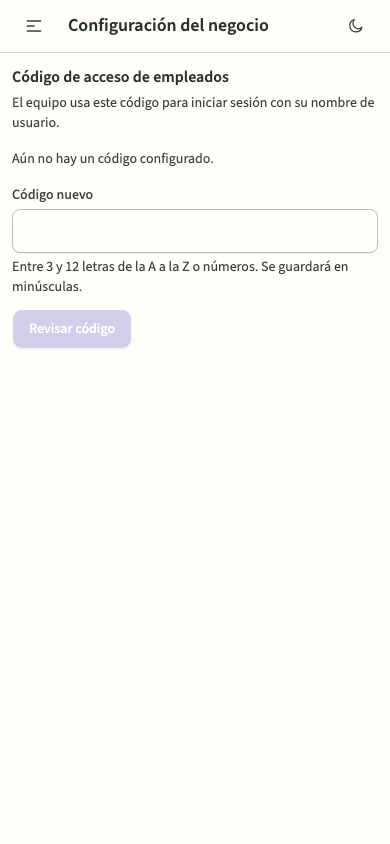 Configuración del negocio
Código de acceso de empleados
El equipo usa este código para iniciar sesión con su nombre de
usuario.
Aún no hay un código configurado.
Código nuevo
Entre 3 y 12 letras de la A a la Z o números. Se guardará en
minúsculas.
Revisar código